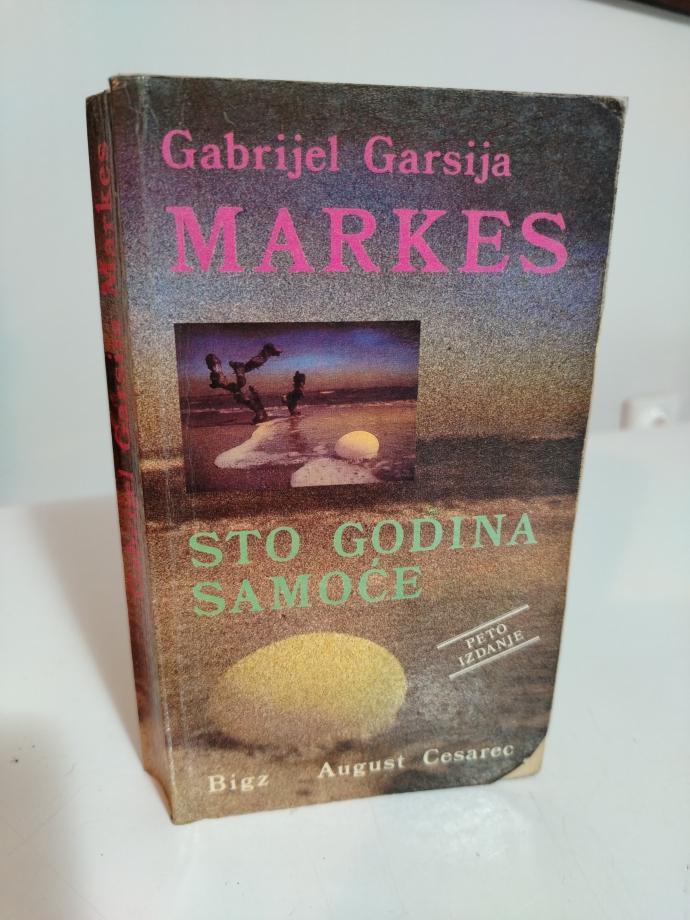 Gabrijel Garsija
MARKES
STO GODINA
SAMOĆE
PETO
IZDANJE
Bigz August Cesarec
Gabrijel Garsija Markes